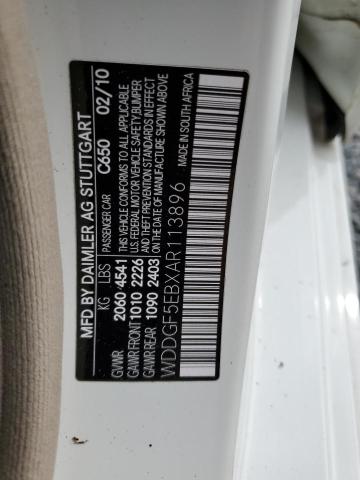 MFD BY DAIMLER AG STUTTGART
PASSENGER CAR C650 02/10
KG LBS
GVWR 2060 4541
GAWR FRONT 1010 2226
GAWR REAR 1090 2403
THIS VEHICLE CONFORMS TO ALL APPLICABLE
U.S. FEDERAL MOTOR VEHICLE SAFETY, BUMPER
AND THEFT PREVENTION STANDARDS IN EFFECT
ON THE DATE OF MANUFACTURE SHOWN ABOVE
WDDGF5EBXAR113896
MADE IN SOUTH AFRICA